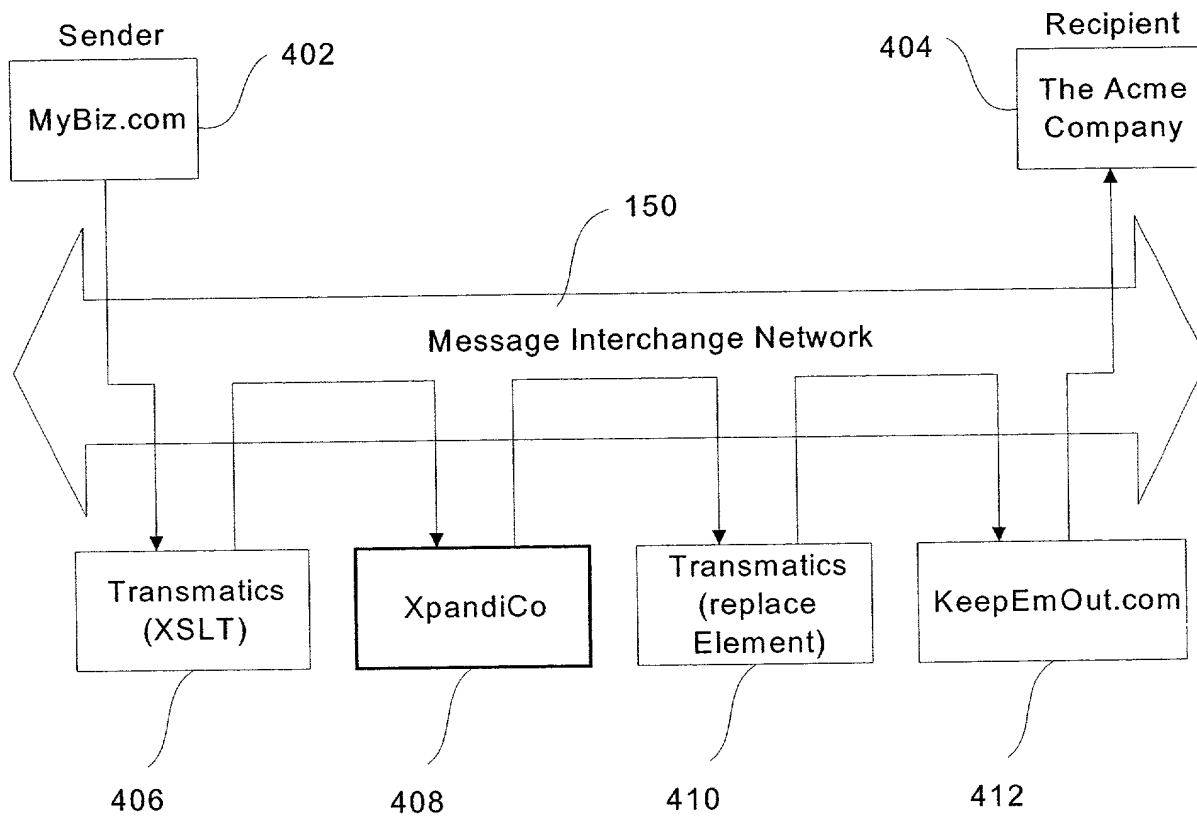 Sender
402
MyBiz.com
Recipient
404
The Acme
Company
150
Message Interchange Network
Transmatics
(XSLT)
XpandiCo
Transmatics
(replace
Element)
KeepEmOut.com
406
408
410
412